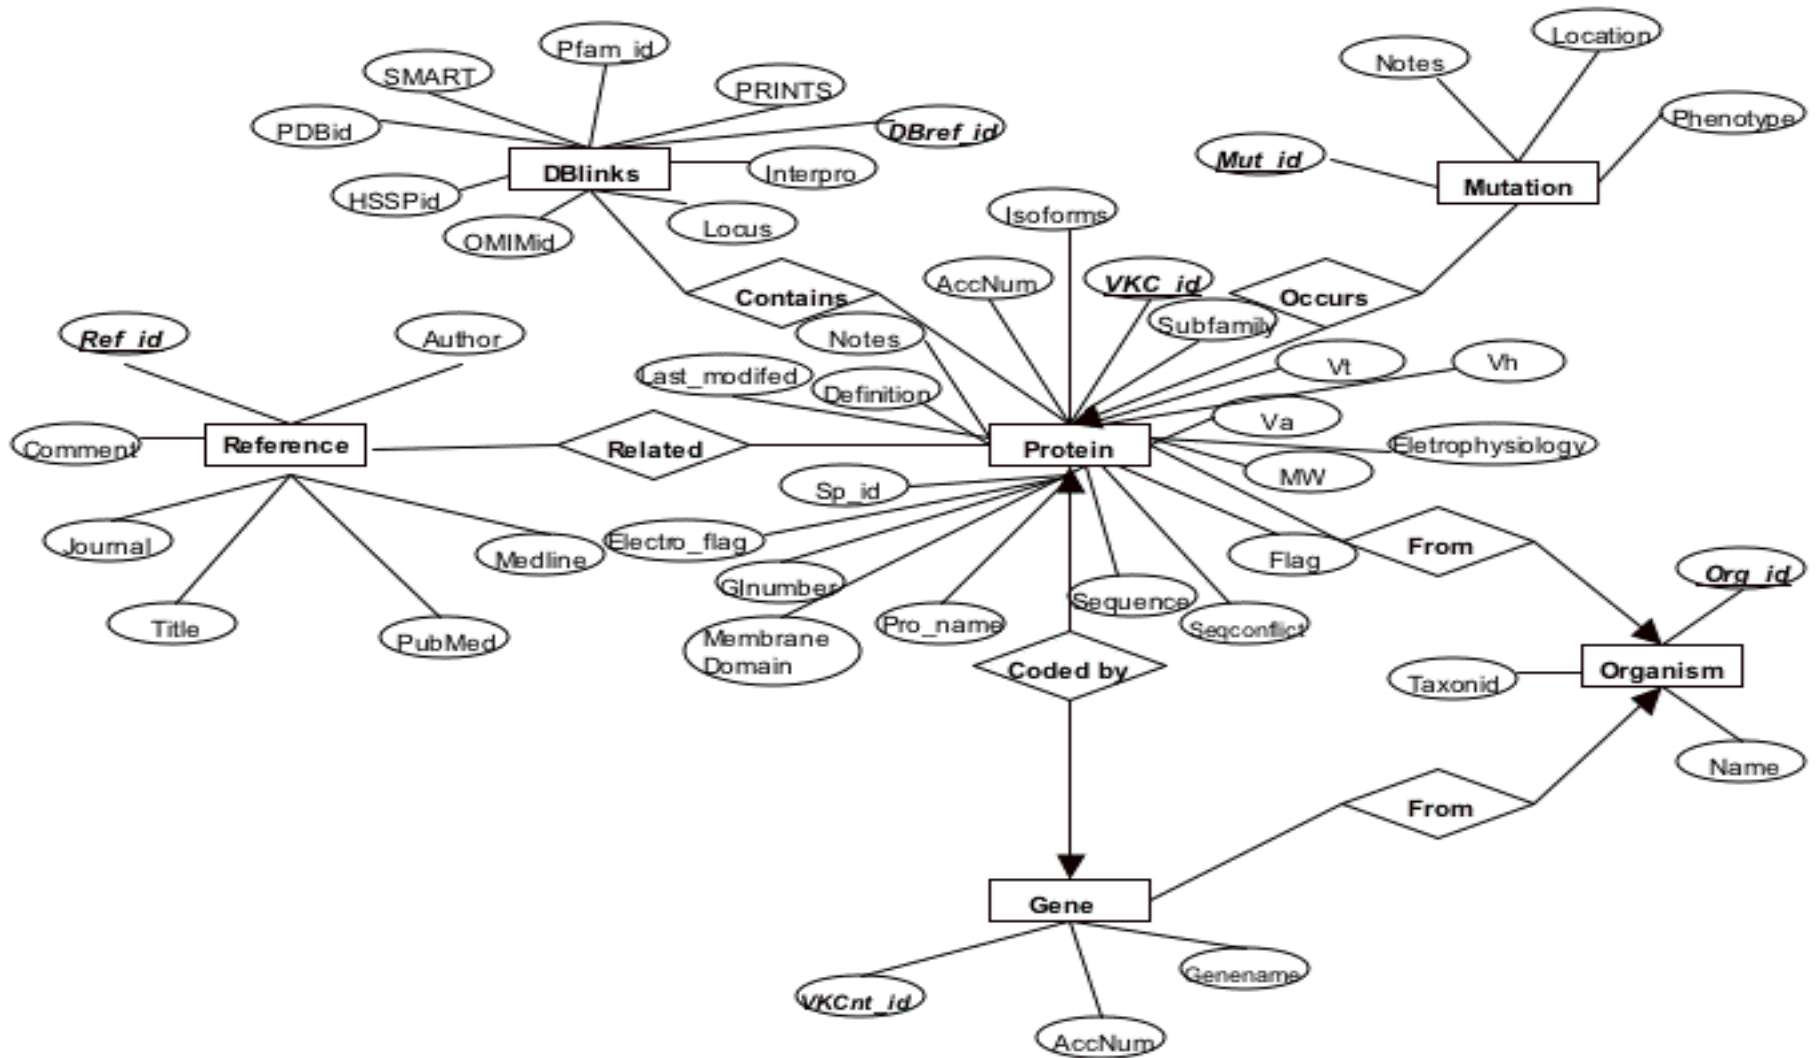 Pfam_id
Location
SMART
Notes
PRINTS
PDBid
DBref_id
Phenotype
Mut_id
DBlinks
Interpro
Mutation
HSSPid
Isoforms
Locus
OMIMid
AccNum
VKC_id
Contains
Occurs
Subfamily
Ref_id
Author
Notes
Vt
Vh
Last_modifed
Definition
Va
Comment
Reference
Related
Protein
Eletrophysiology
MW
Sp_id
Journal
Medline
Electro_flag
Flag
From
GInumber
Org_id
Sequence
Title
PubMed
Membrane
Domain
Pro_name
Seqconflict
Coded by
Organism
Taxonid
Name
From
Gene
Genename
VKCnt_id
AccNum